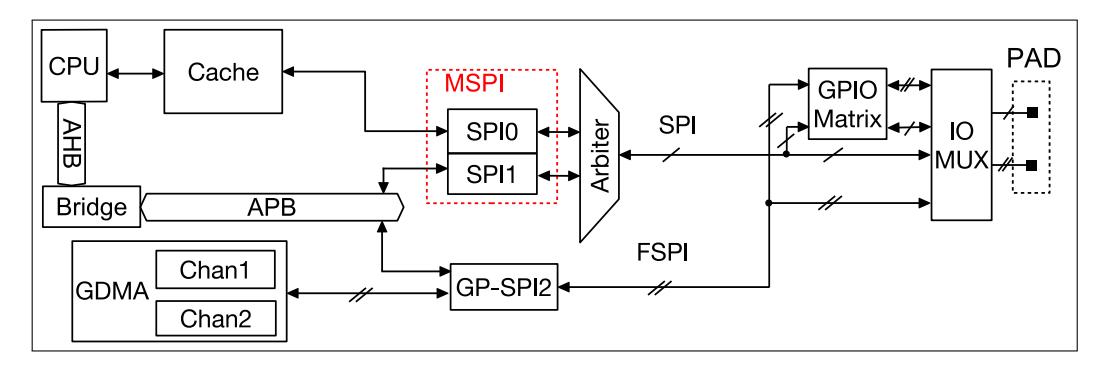 CPU
Cache
MSPI
SPI0
SPI1
Arbiter
SPI
GPIO
Matrix
IO
MUX
PAD
AHB
Bridge
APB
GDMA
Chan1
Chan2
GP-SPI2
FSPI